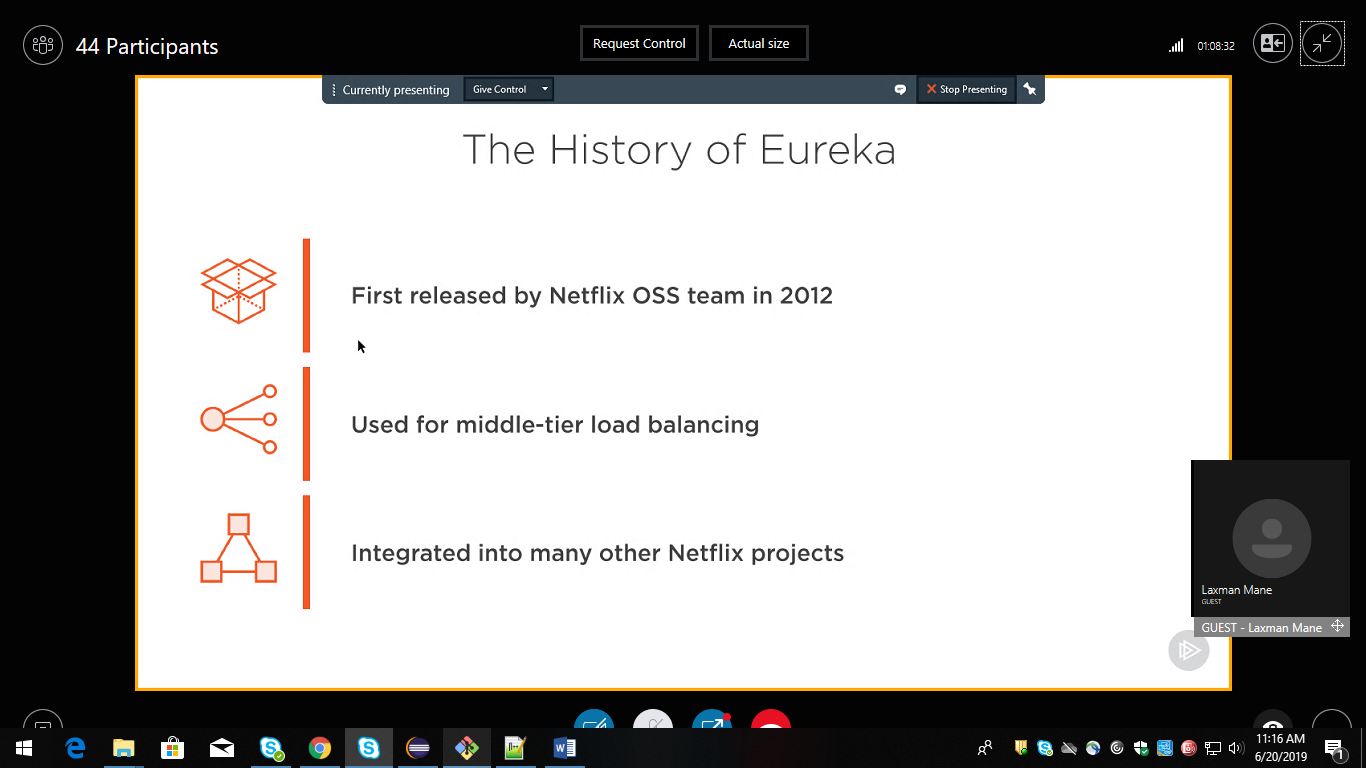 44 Participants
Request Control
Actual size
01:08:32
Currently presenting
Give Control
Stop Presenting
The History of Eureka
First released by Netflix OSS team in 2012
Used for middle-tier load balancing
Integrated into many other Netflix projects
Laxman Mane
GUEST
GUEST - Laxman Mane
11:16 AM
6/20/2019
1